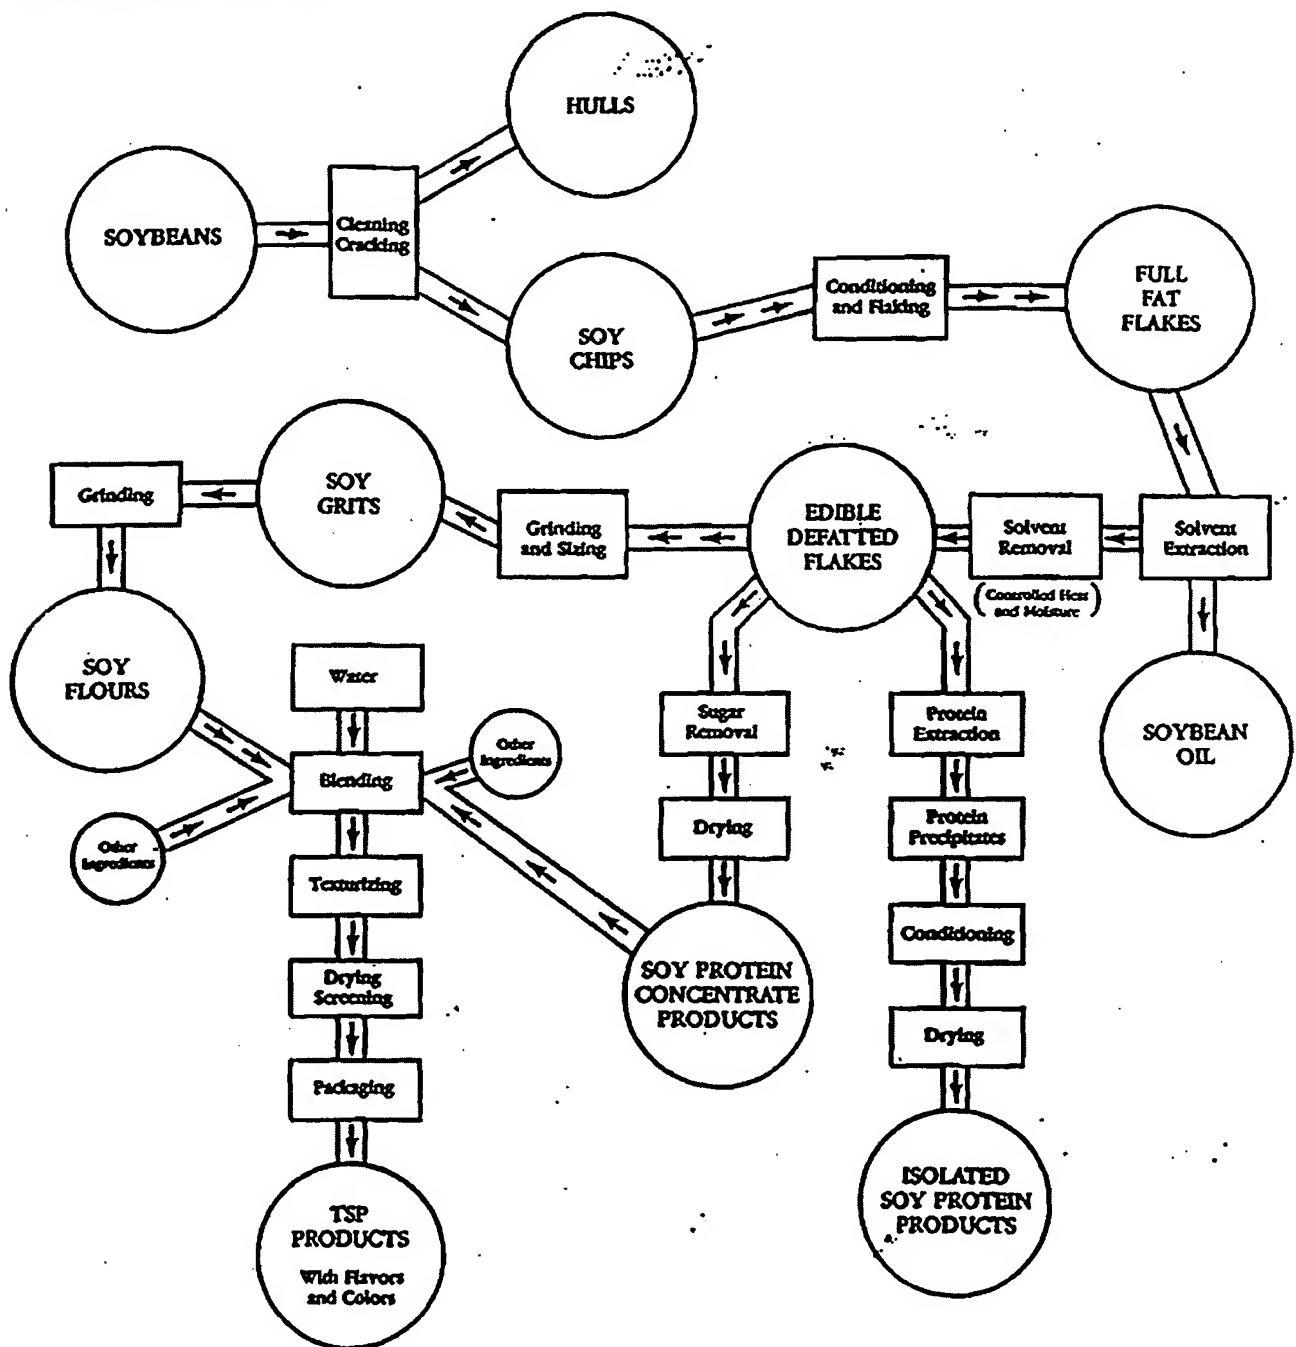 HULLS
SOYBEANS
Cleaning
Cracking
SOY
CHIPS
Conditioning
and Flaking
FULL
FAT
FLAKES
Grinding
SOY
GRITS
Grinding
and Sizing
EDIBLE
DEFATTED
FLAKES
Solvent
Removal
(Controlled Heat
and Moisture)
Solvent
Extraction
SOY
FLOURS
Water
Sugar
Removal
Protein
Extraction
SOYBEAN
OIL
Other
Ingredients
Blending
Drying
Protein
Precipitates
Other
Ingredients
Texturizing
Conditioning
Drying
Screening
SOY PROTEIN
CONCENTRATE
PRODUCTS
Drying
Packaging
ISOLATED
SOY PROTEIN
PRODUCTS
TSP
PRODUCTS
With Flavors
and Colors